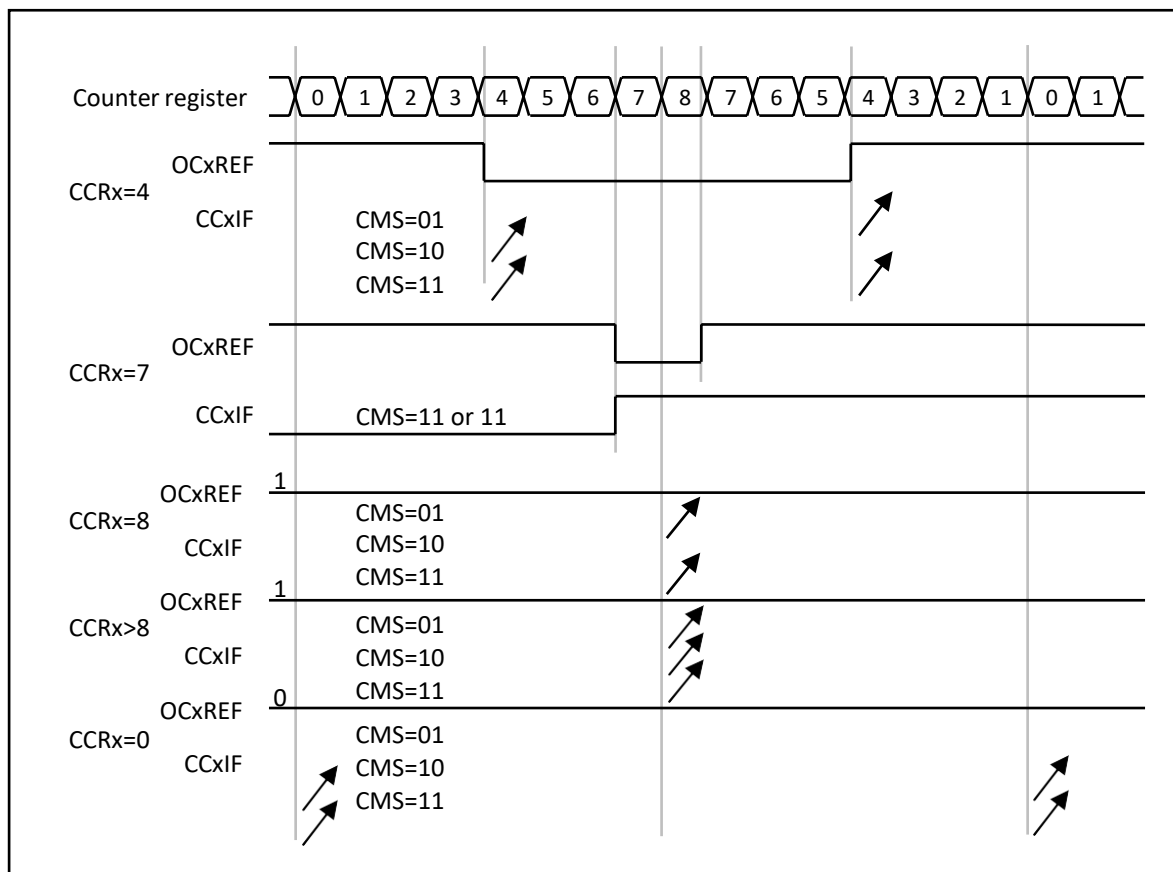 Counter register 0 1 2 3 4 5 6 7 8 7 6 5 4 3 2 1 0 1
OCxREF
CCRx=4
CCxIF
CMS=01
CMS=10
CMS=11
OCxREF
CCRx=7
CCxIF
CMS=11 or 11
1
OCxREF
CCRx=8
CMS=01
CCxIF
CMS=10
CMS=11
1
OCxREF
CCRx>8
CMS=01
CCxIF
CMS=10
CMS=11
0
OCxREF
CCRx=0
CMS=01
CCxIF
CMS=10
CMS=11